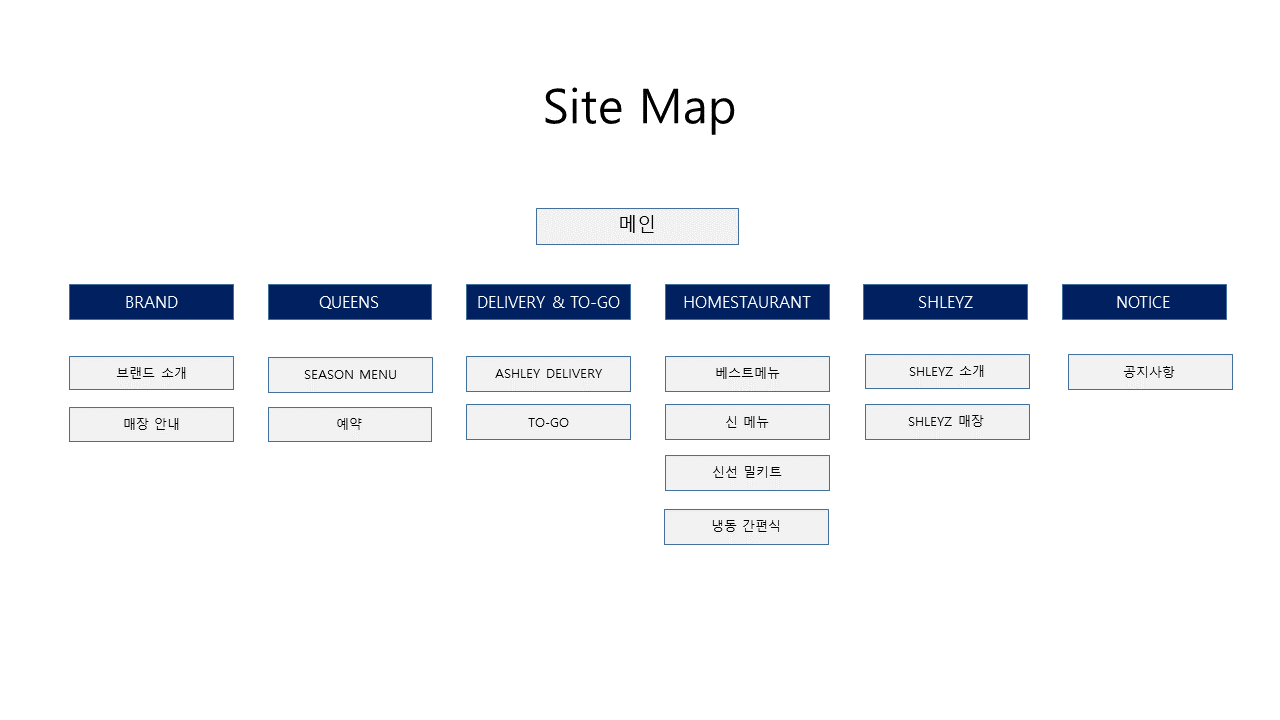 Site Map
메인
BRAND
QUEENS
DELIVERY & TO-GO
HOMESTAURANT
SHLEYZ
NOTICE
브랜드 소개
SEASON MENU
ASHLEY DELIVERY
베스트메뉴
SHLEYZ 소개
공지사항
매장 안내
예약
TO-GO
신 메뉴
SHLEYZ 매장
신선 밀키트
냉동 간편식